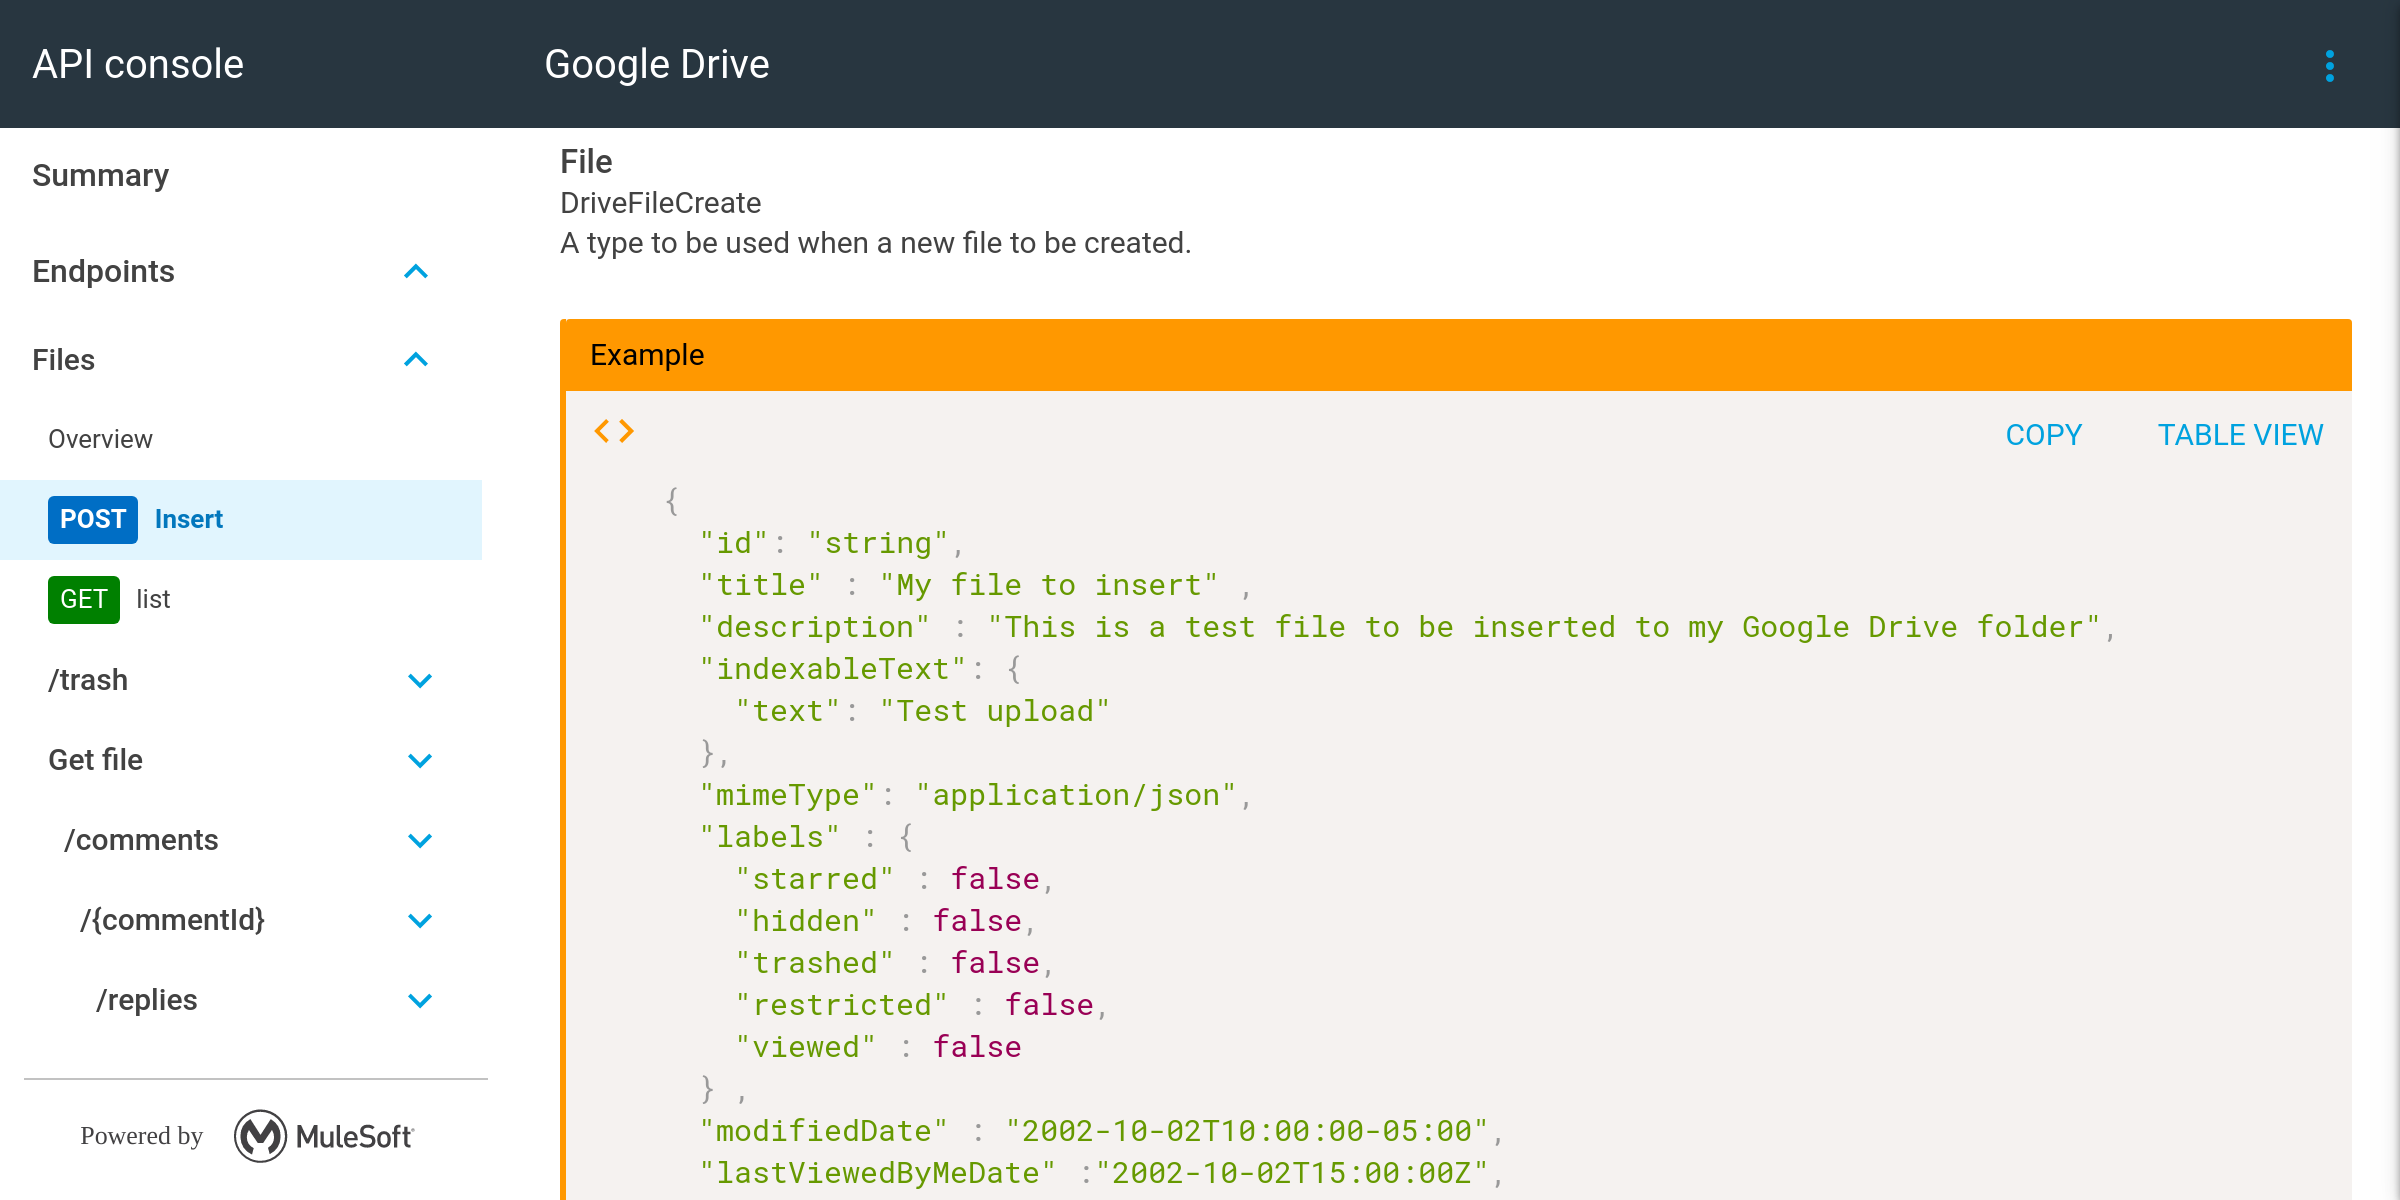 API console
Google Drive
Summary
Endpoints
Files
Overview
POST Insert
GET list
/trash
Get file
/comments
/{commentId}
/replies
Powered by MuleSoft
File
DriveFileCreate
A type to be used when a new file to be created.
Example
COPY TABLE VIEW
{
  "id": "string",
  "title" : "My file to insert" ,
  "description" : "This is a test file to be inserted to my Google Drive folder",
  "indexableText": {
    "text": "Test upload"
  },
  "mimeType": "application/json",
  "labels" : {
    "starred" : false,
    "hidden" : false,
    "trashed" : false,
    "restricted" : false,
    "viewed" : false
  } ,
  "modifiedDate" : "2002-10-02T10:00:00-05:00",
  "lastViewedByMeDate" :"2002-10-02T15:00:00Z",